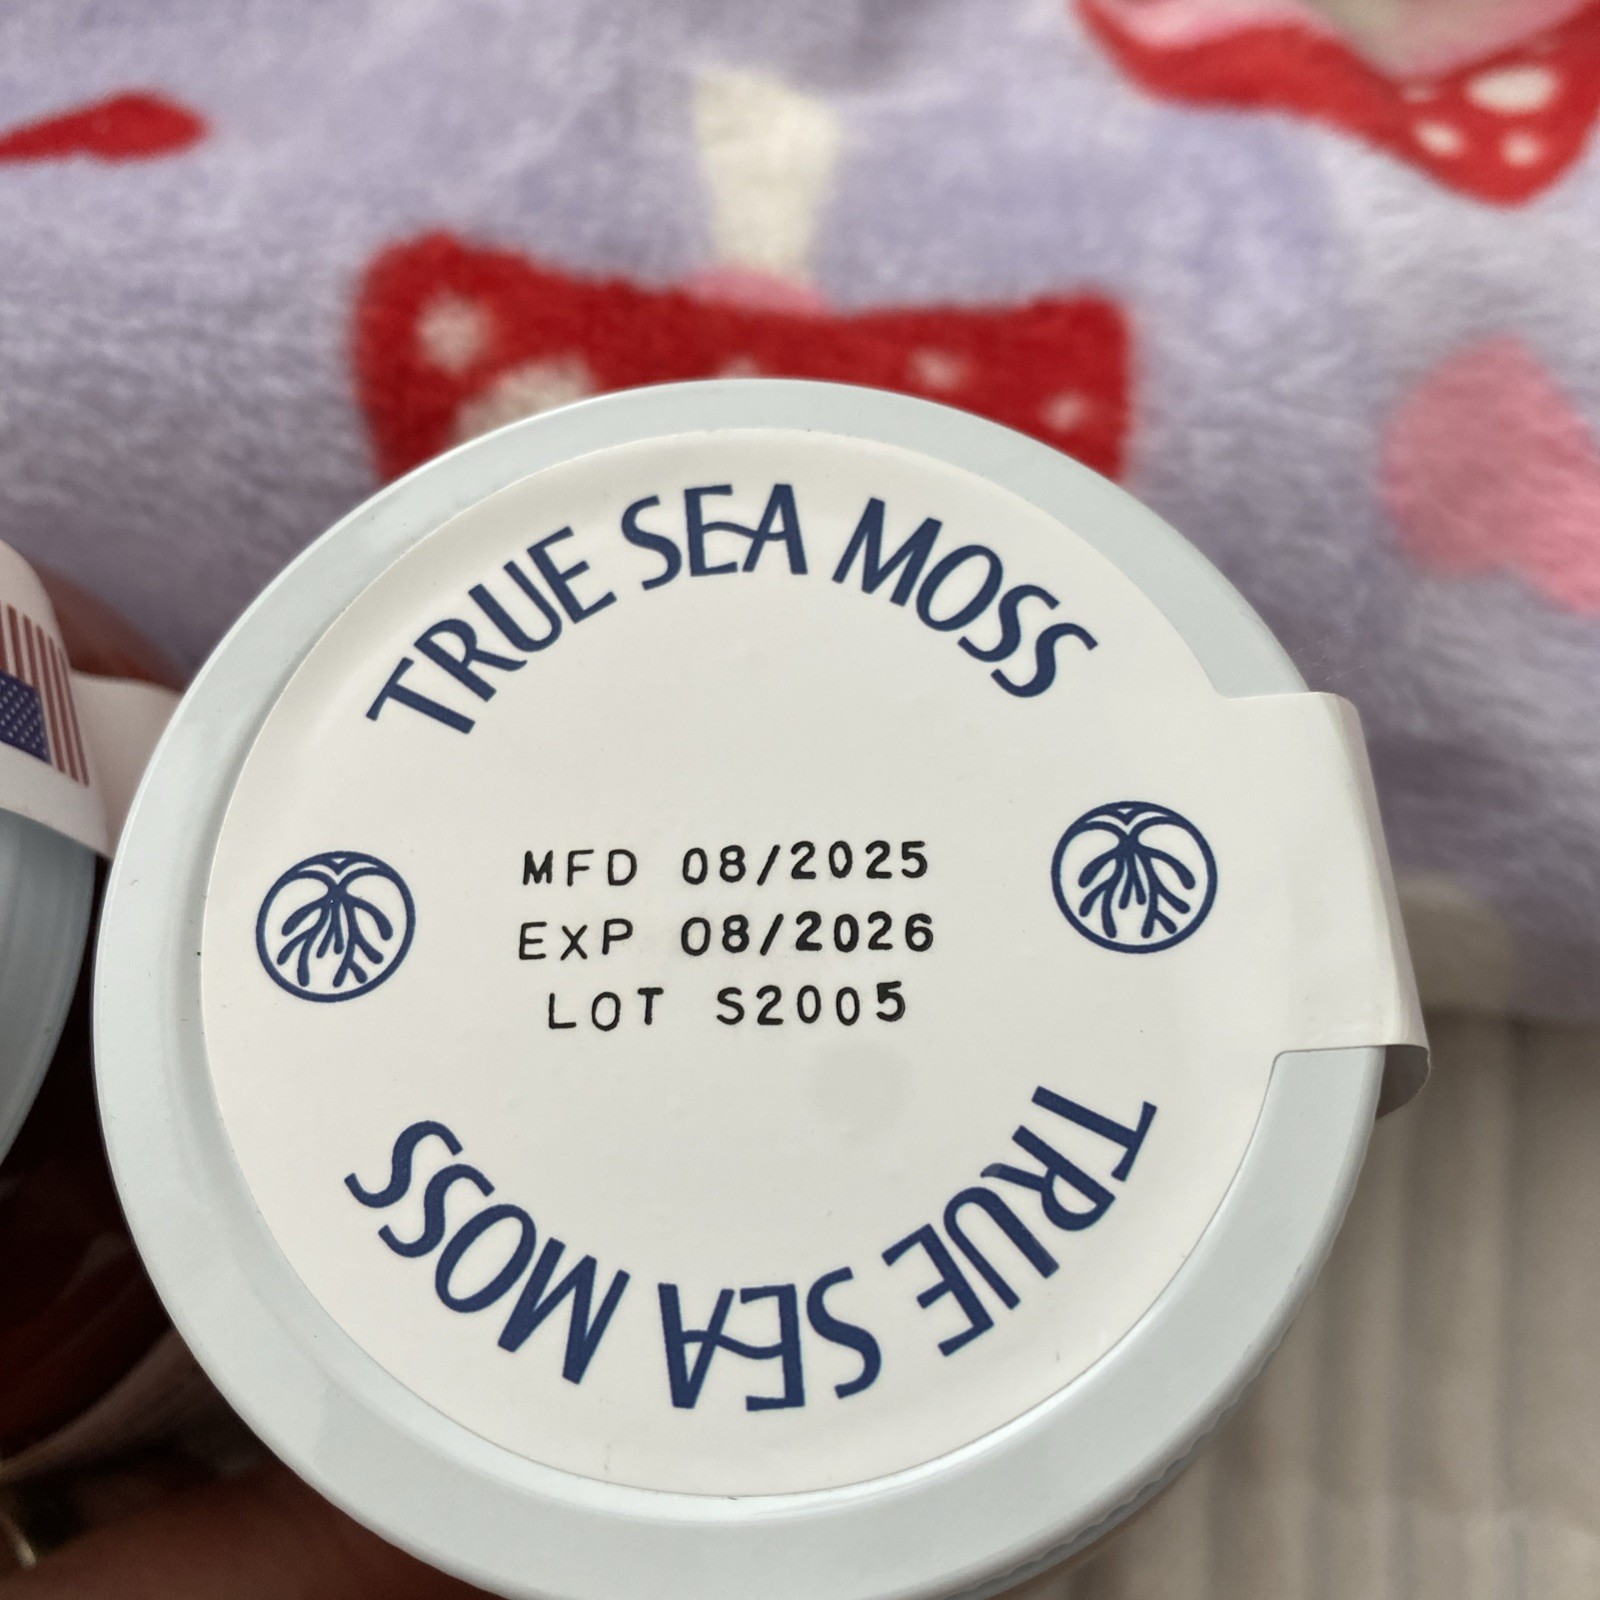 TRUE SEA MOSS
MFD 08/2025
EXP 08/2026
LOT S2005
TRUE SEA MOSS